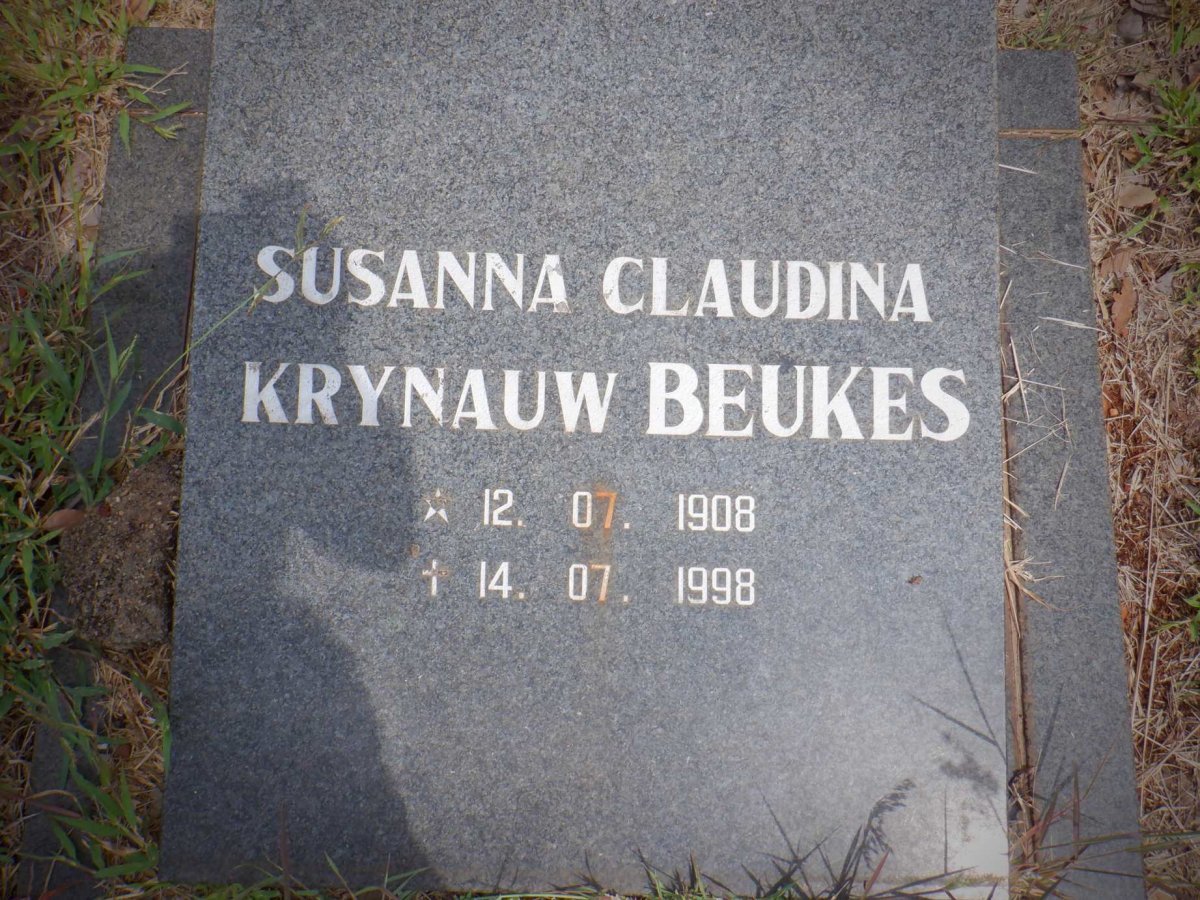 SUSANNA CLAUDINA
KRYNAUW BEUKES
☆ 12. 07. 1908
✝ 14. 07. 1998